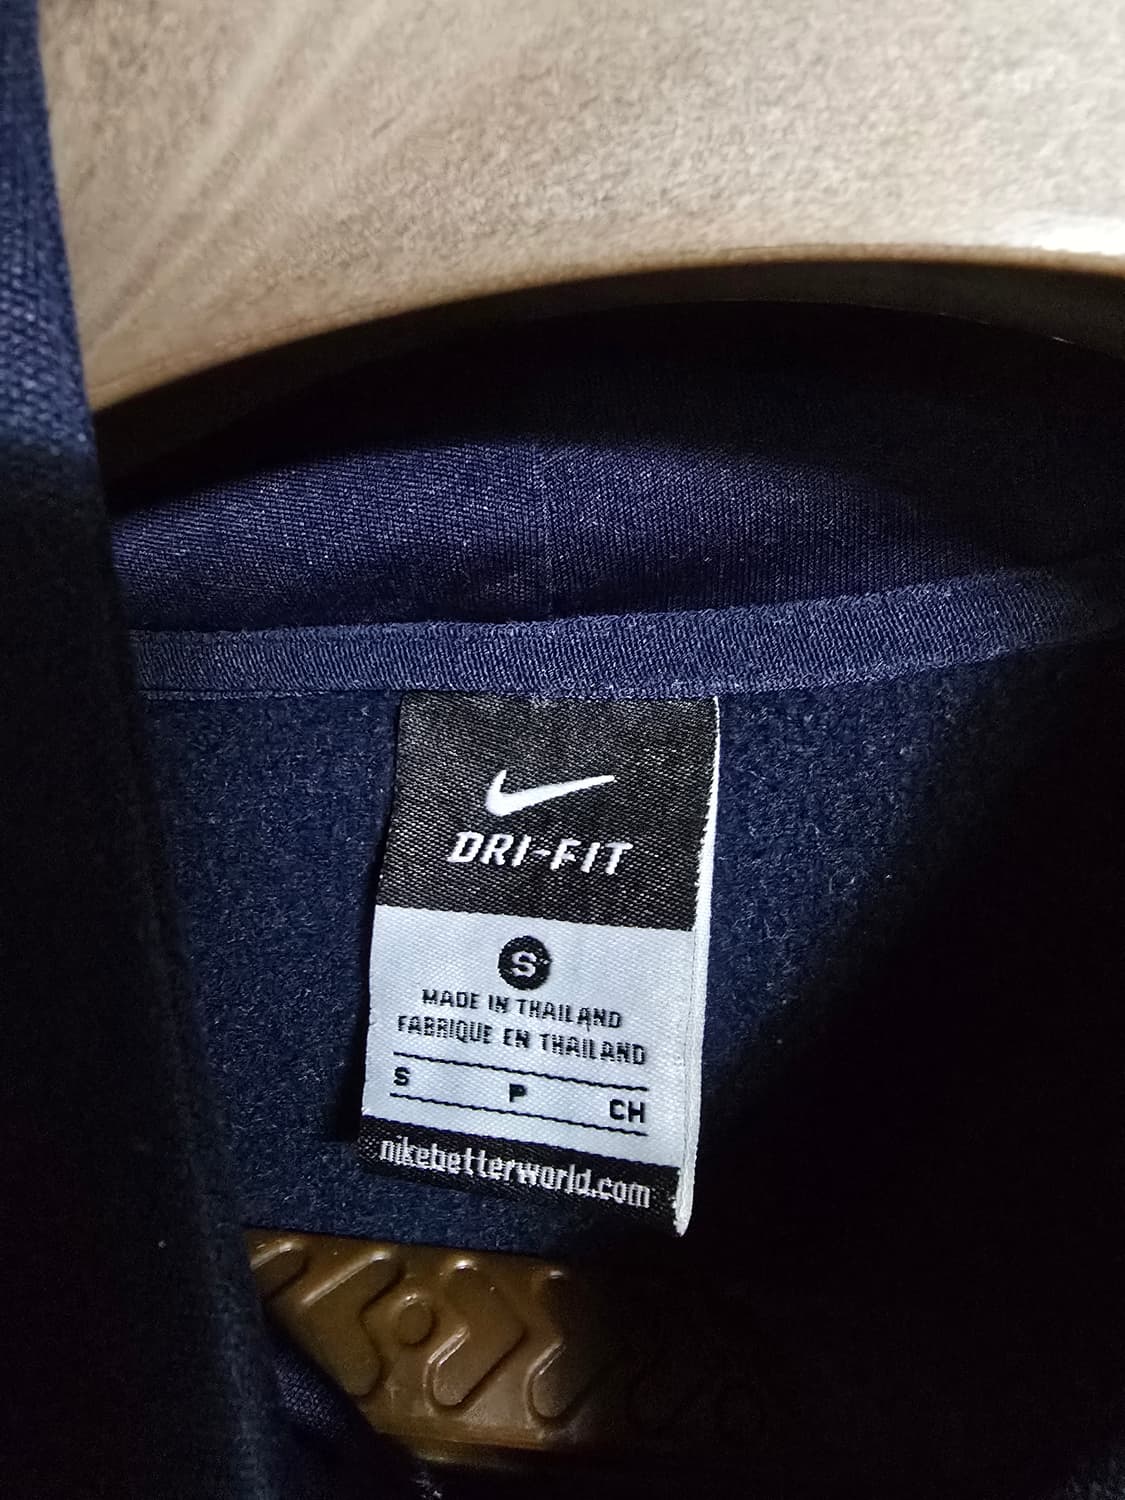 DRI-FIT
S
MADE IN THAILAND
FABRIQUE EN THAILAND
S P CH
nikebetterworld.com